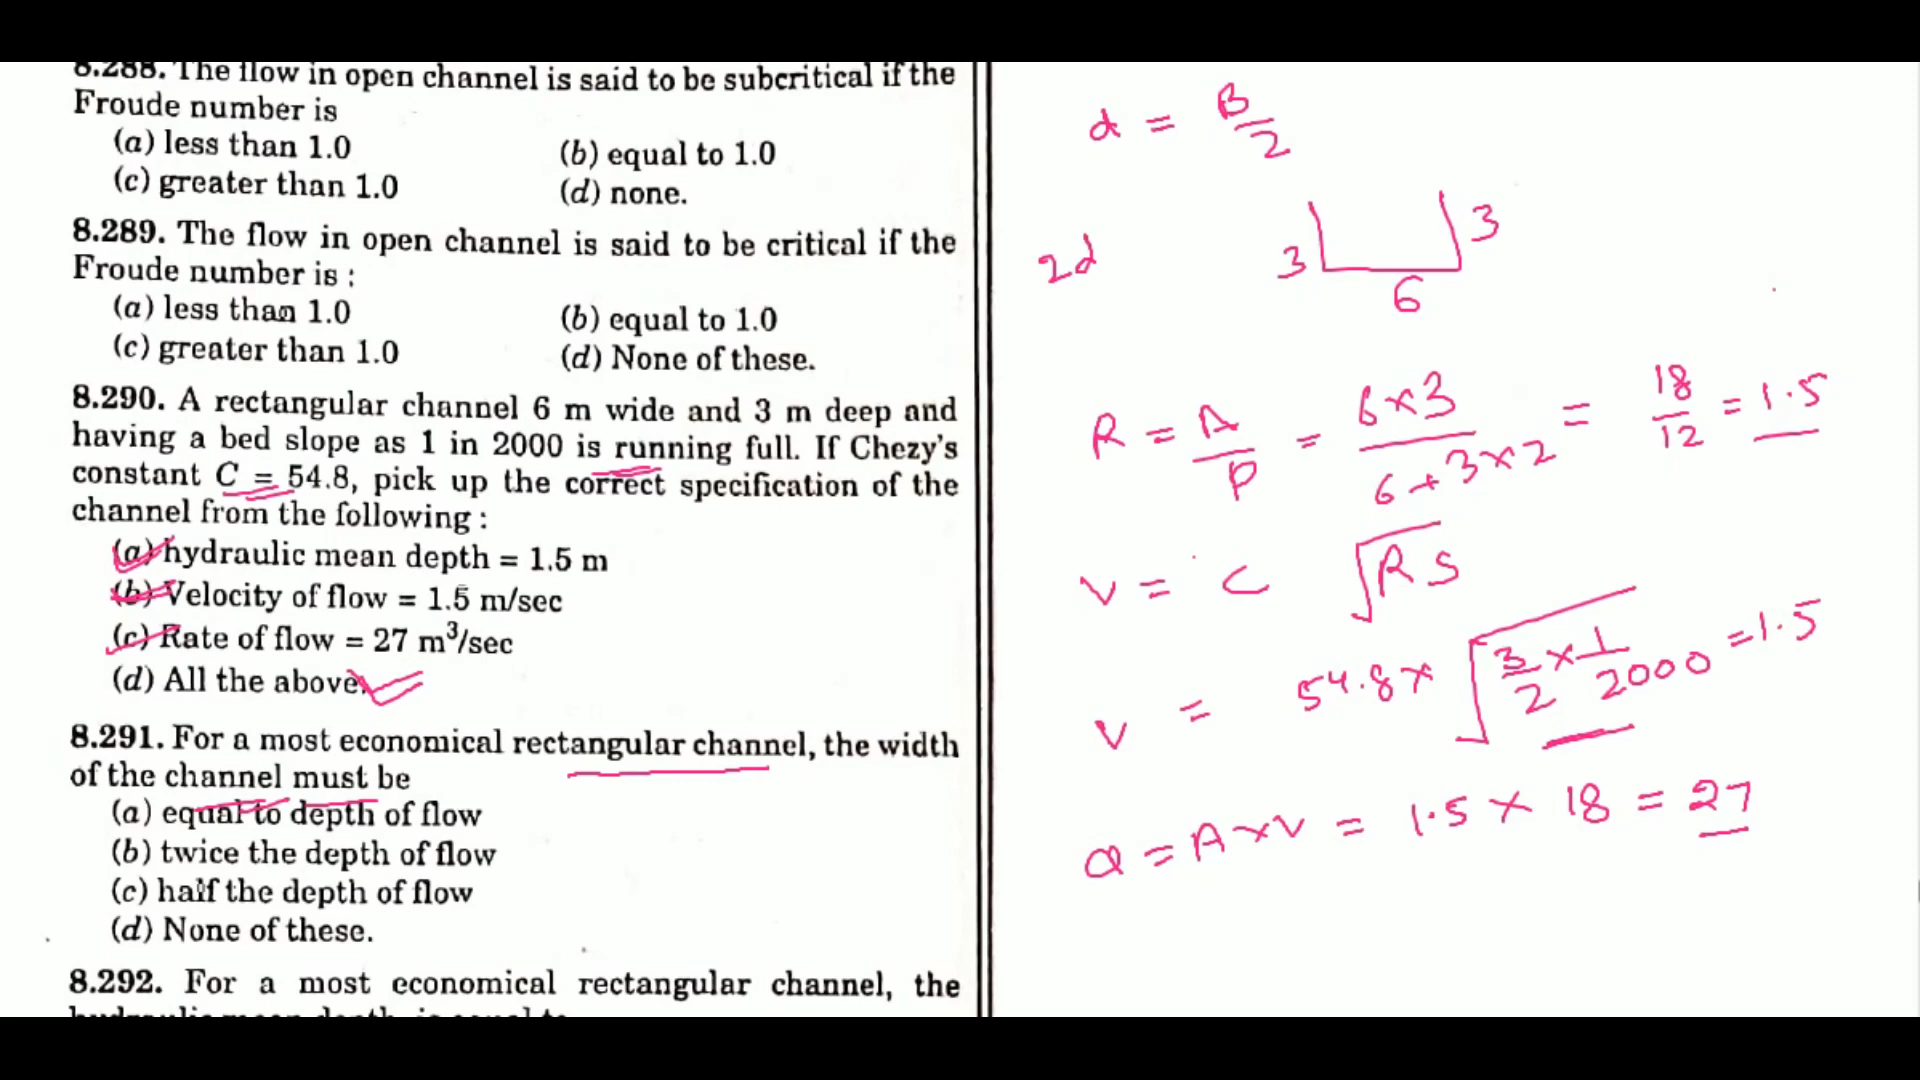 8.288. The flow in open channel is said to be subcritical if the
Froude number is
(a) less than 1.0 (b) equal to 1.0
(c) greater than 1.0 (d) none.
8.289. The flow in open channel is said to be critical if the
Froude number is :
(a) less than 1.0 (b) equal to 1.0
(c) greater than 1.0 (d) None of these.
8.290. A rectangular channel 6 m wide and 3 m deep and
having a bed slope as 1 in 2000 is running full. If Chezy's
constant C = 54.8, pick up the correct specification of the
channel from the following :
(a) hydraulic mean depth = 1.5 m
(b) Velocity of flow = 1.5 m/sec
(c) Rate of flow = 27 m³/sec
(d) All the above.
8.291. For a most economical rectangular channel, the width
of the channel must be
(a) equal to depth of flow
(b) twice the depth of flow
(c) half the depth of flow
(d) None of these.
8.292. For a most economical rectangular channel, the
hydraulic mean depth is equal to
d = B/2
2d
3 3
6
R = A/P = 6×3/6+3×2 = 18/12 = 1.5
V = C √RS
V = 54.8 × √3/2 × 1/2000 = 1.5
Q = A×V = 1.5 × 18 = 27